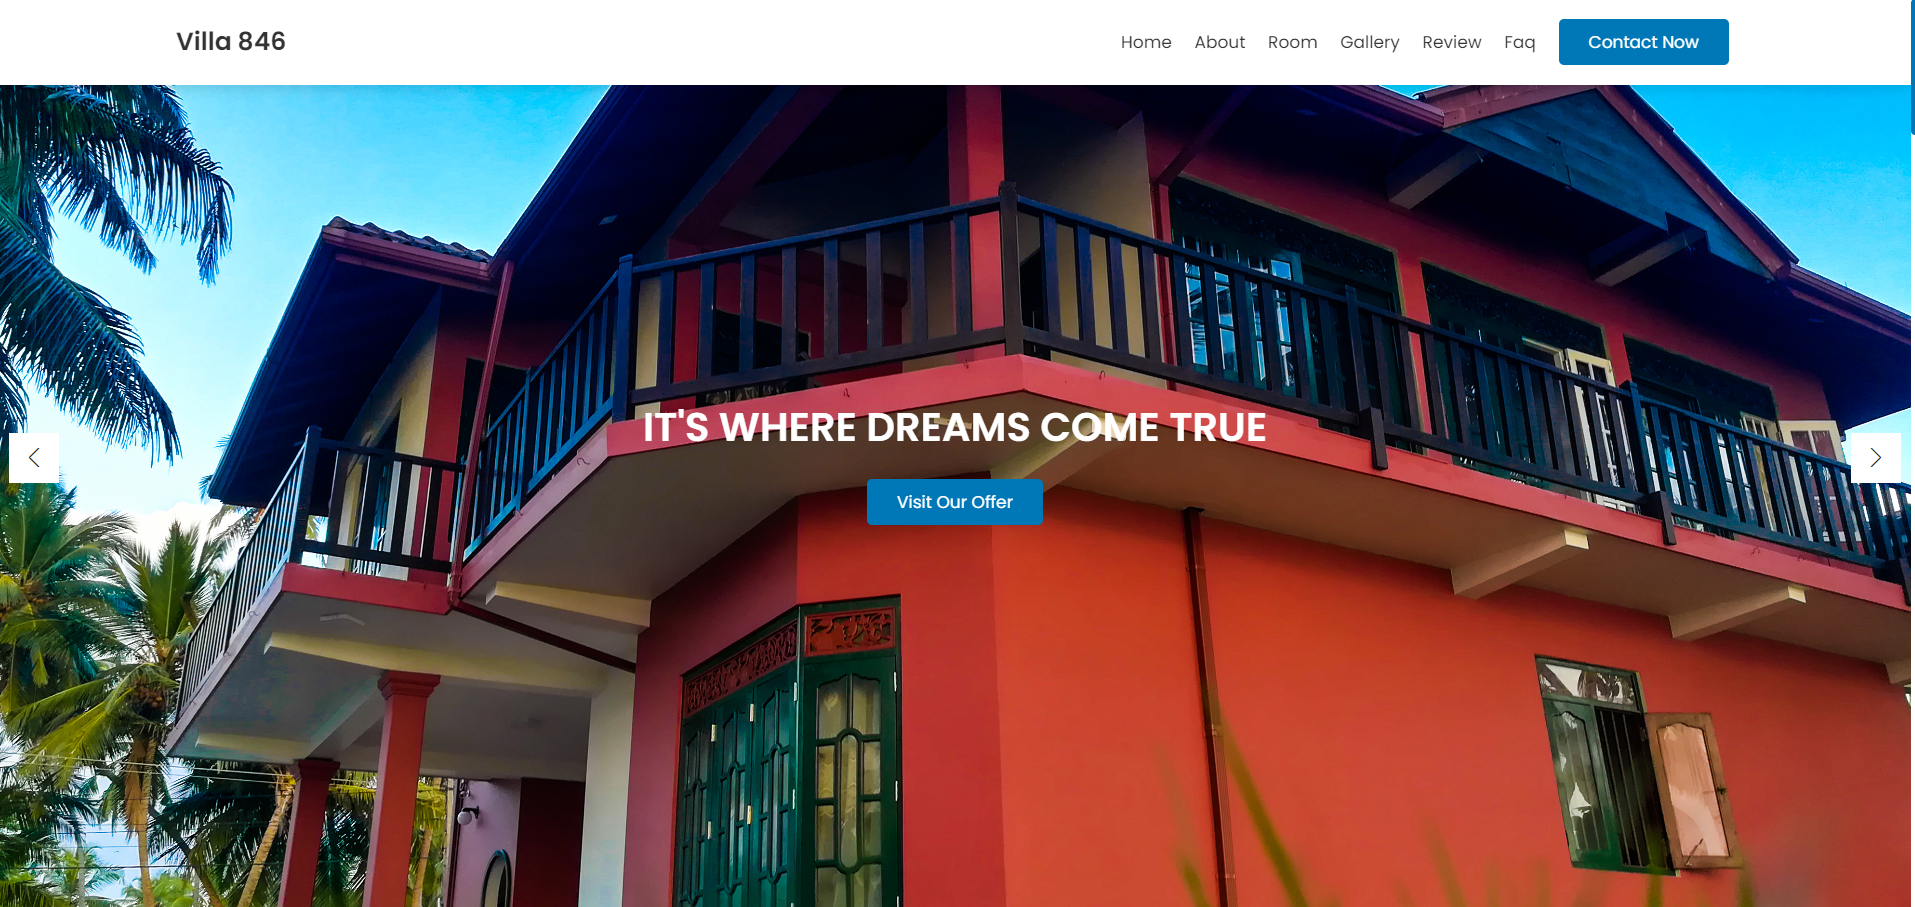 Villa 846
Home About Room Gallery Review Faq Contact Now
IT'S WHERE DREAMS COME TRUE
Visit Our Offer